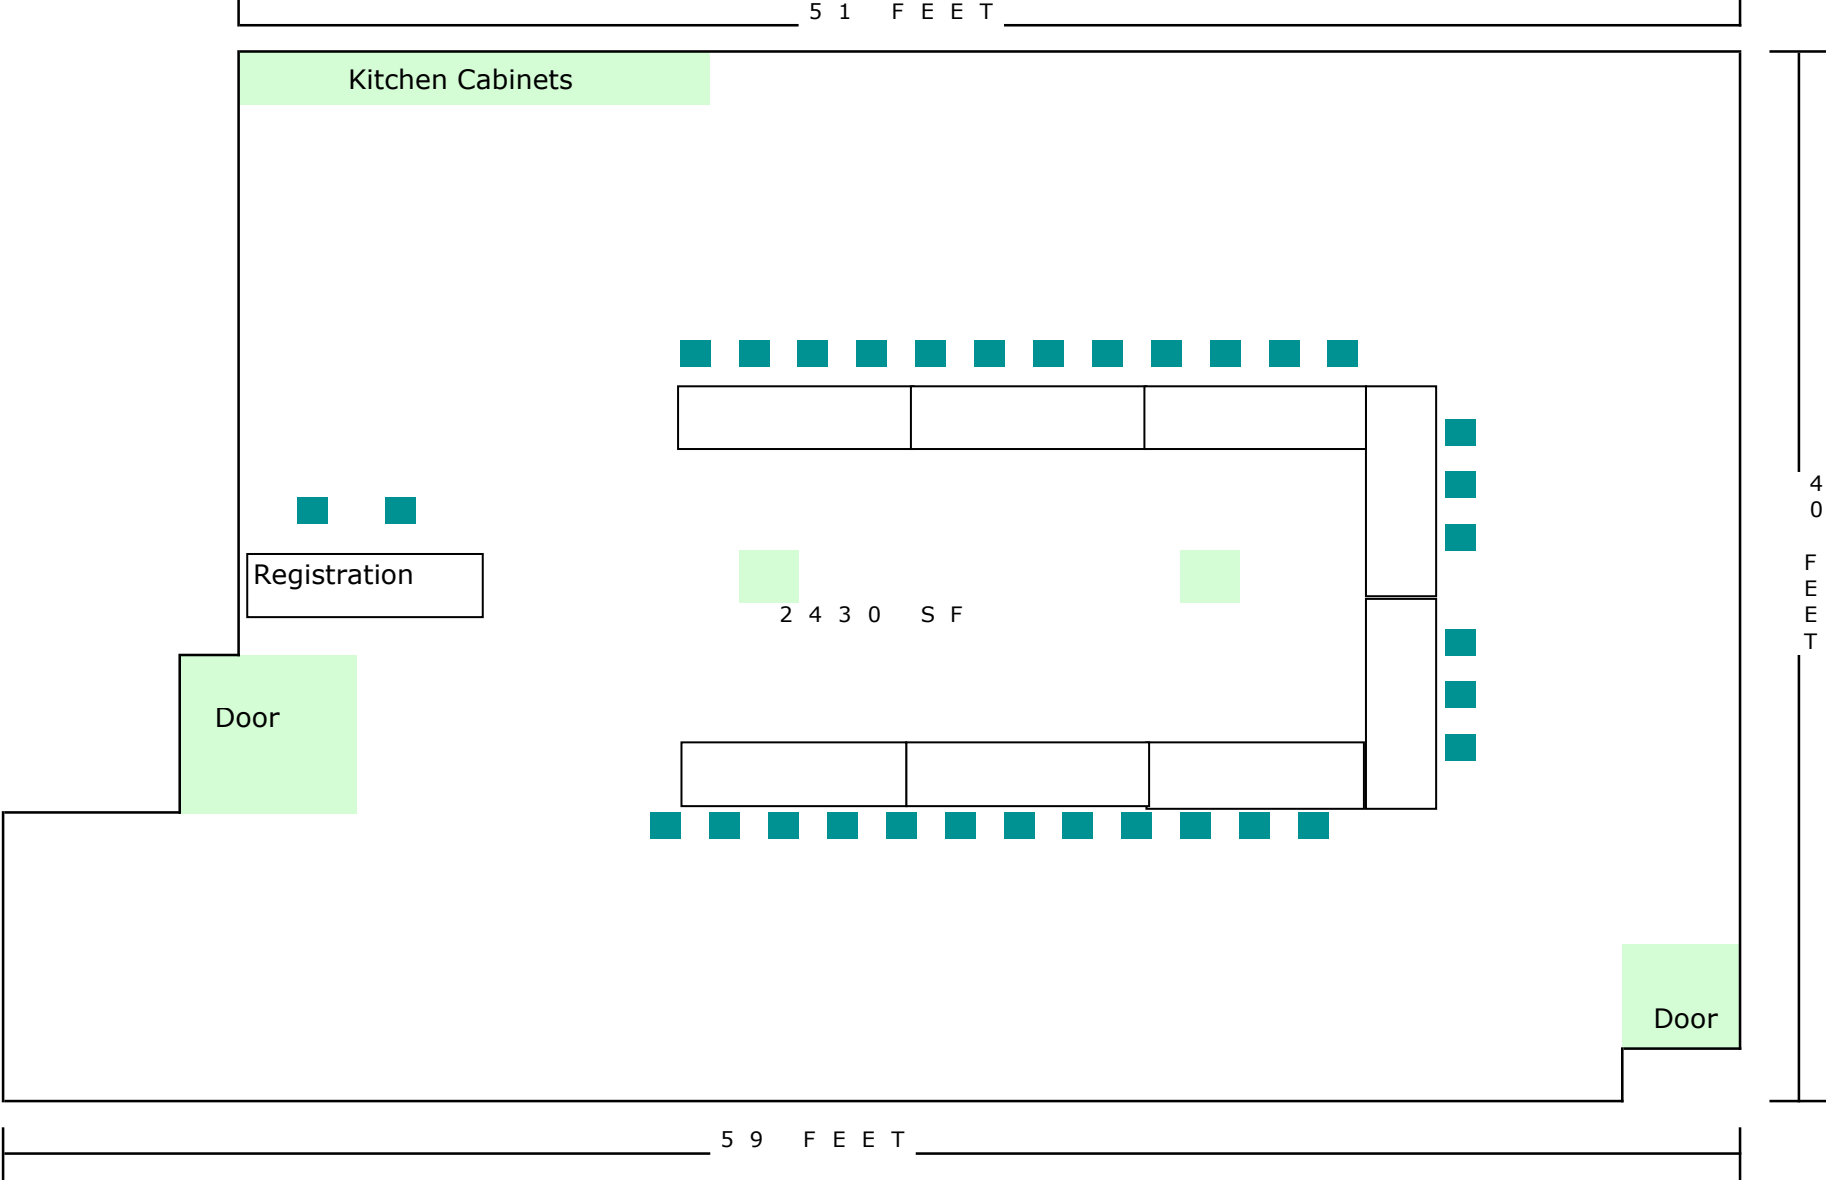 51 FEET
Kitchen Cabinets
40 FEET
Registration
2430 SF
Door
Door
59 FEET